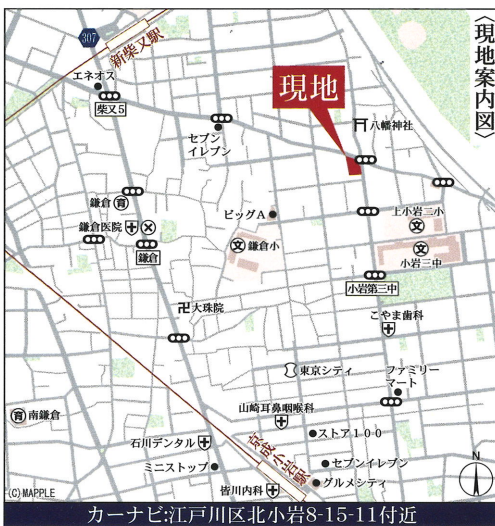 〈現地案内図〉
307
新柴又駅
エネオス
柴又5
現地
セブン
イレブン
八幡神社
鎌倉
育
ビッグA
上小岩二小
文
鎌倉医院
鎌倉
文
鎌倉小
文
小岩三中
小岩第三中
卍大珠院
こやま歯科
東京シティ
ファミリー
マート
育
南鎌倉
山崎耳鼻咽喉科
石川デンタル
京成小岩駅
ストア100
ミニストップ
セブンイレブン
皆川内科
グルメシティ
N
(C)MAPPLE
カーナビ:江戸川区北小岩8-15-11付近